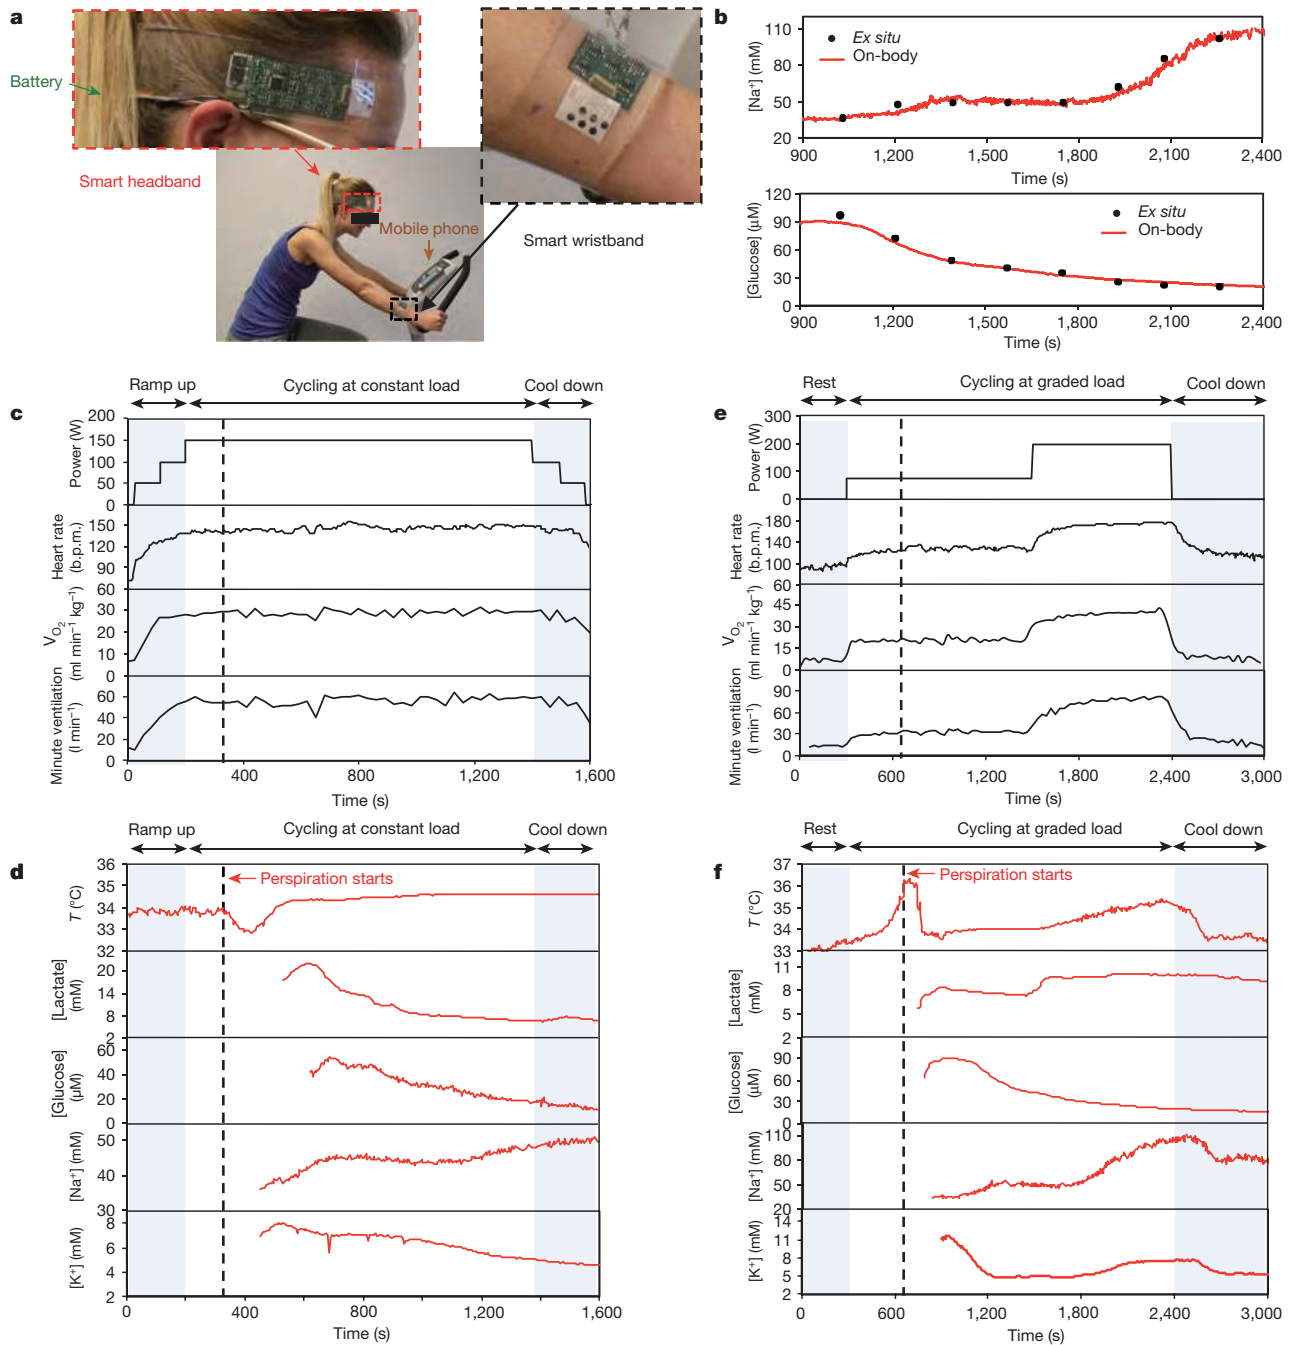 a
Battery
Smart headband
Mobile phone
Smart wristband
b
[Na⁺] (mM)
110
80
50
20
Ex situ
On-body
900
1,200
1,500
1,800
2,100
2,400
Time (s)
[Glucose] (μM)
120
90
60
30
0
Ex situ
On-body
900
1,200
1,500
1,800
2,100
2,400
Time (s)
c
Ramp up
Cycling at constant load
Cool down
Power (W)
200
150
100
50
0
Heart rate
(b.p.m.)
150
120
90
60
V_O₂
(ml min⁻¹ kg⁻¹)
30
20
10
0
Minute ventilation
(l min⁻¹)
60
40
20
0
0
400
800
1,200
1,600
Time (s)
e
Rest
Cycling at graded load
Cool down
Power (W)
300
200
100
0
Heart rate
(b.p.m.)
180
140
100
60
V_O₂
(ml min⁻¹ kg⁻¹)
45
30
15
0
Minute ventilation
(l min⁻¹)
90
60
30
0
0
600
1,200
1,800
2,400
3,000
Time (s)
d
Ramp up
Cycling at constant load
Cool down
Perspiration starts
T (°C)
36
35
34
33
32
[Lactate]
(mM)
20
14
8
2
[Glucose]
(μM)
60
40
20
0
[Na⁺] (mM)
50
40
30
[K⁺] (mM)
8
6
4
2
0
400
800
1,200
1,600
Time (s)
f
Rest
Cycling at graded load
Cool down
Perspiration starts
T (°C)
37
36
35
34
33
[Lactate]
(mM)
11
8
5
2
[Glucose]
(μM)
90
60
30
0
[Na⁺] (mM)
110
80
50
20
[K⁺] (mM)
14
11
8
5
2
0
600
1,200
1,800
2,400
3,000
Time (s)